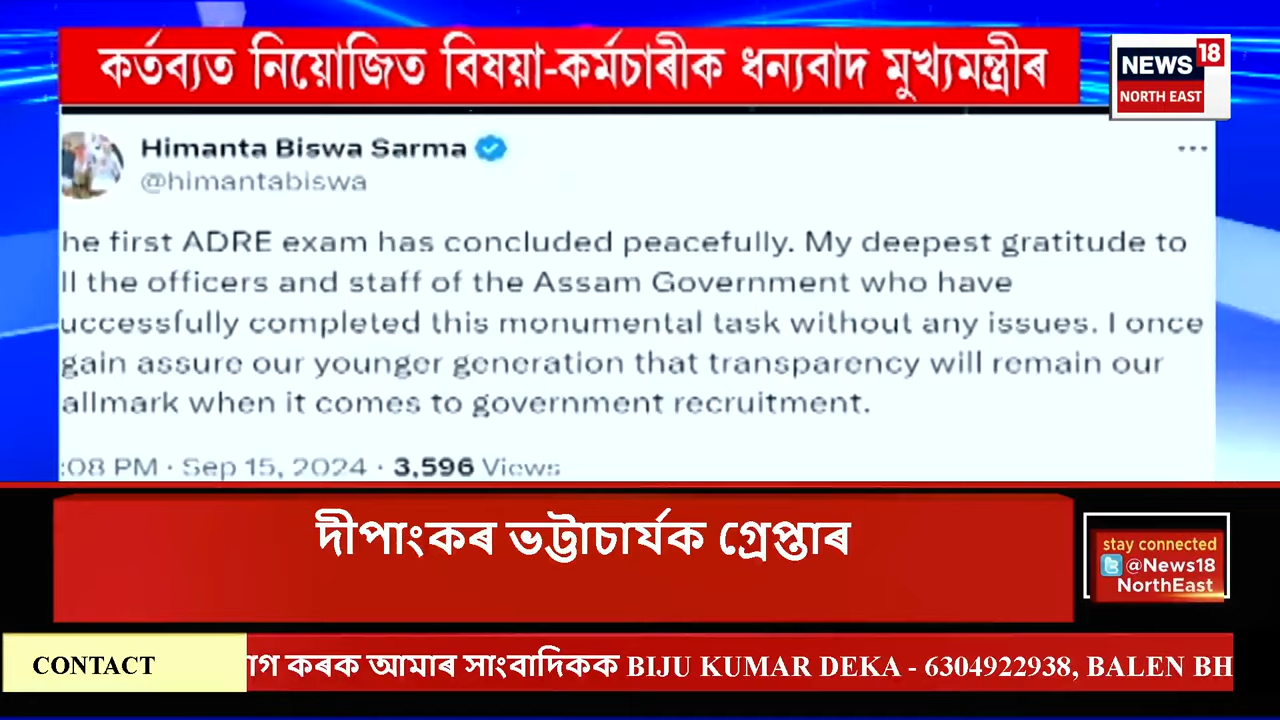 কৰ্তব্যত নিয়োজিত বিষয়া-কৰ্মচাৰীক ধন্যবাদ মুখ্যমন্ত্ৰীৰ
NEWS 18
NORTH EAST
Himanta Biswa Sarma
@himantabiswa
he first ADRE exam has concluded peacefully. My deepest gratitude to
ll the officers and staff of the Assam Government who have
uccessfully completed this monumental task without any issues. I once
gain assure our younger generation that transparency will remain our
allmark when it comes to government recruitment.
:08 PM · Sep 15, 2024 · 3,596 Views
দীপাংকৰ ভট্টাচাৰ্যক গ্ৰেপ্তাৰ
stay connected
@News18
NorthEast
CONTACT
াগ কৰক আমাৰ সাংবাদিকক BIJU KUMAR DEKA - 6304922938, BALEN BH